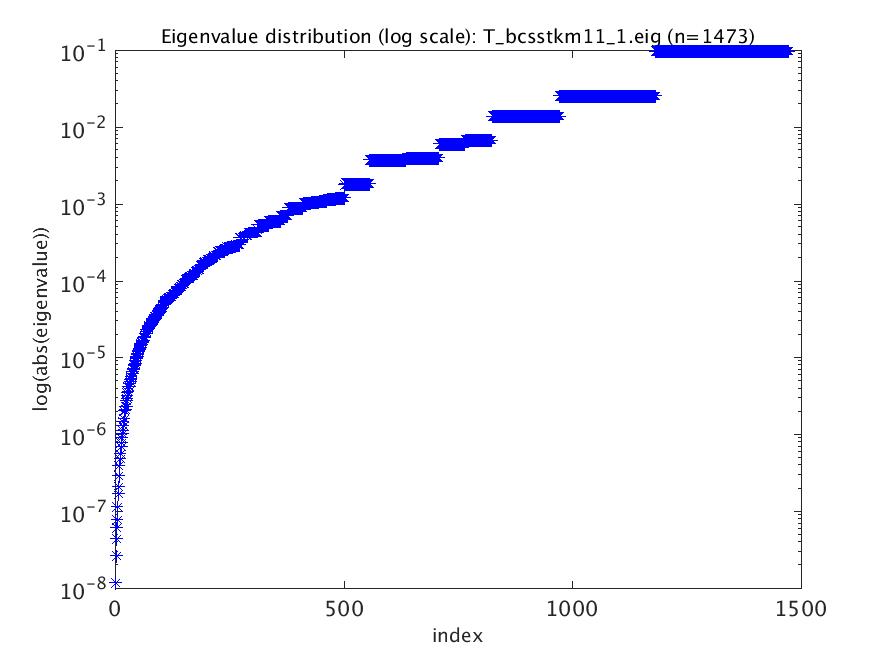 Eigenvalue distribution (log scale): T_bcsstkm11_1.eig (n=1473)
10^-1
10^-2
10^-3
10^-4
10^-5
10^-6
10^-7
10^-8
log(abs(eigenvalue))
0 500 1000 1500
index